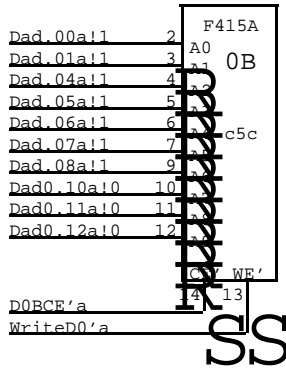 F415A
Dad.00a!1 2 A0 0B
Dad.01a!1 3 A1
Dad.04a!1 4
Dad.05a!1 5
Dad.06a!1 6 c5c
Dad.07a!1 7
Dad.08a!1 9
Dad0.10a!0 10
Dad0.11a!0 11
Dad0.12a!0 12
CE' WE'
14 13
D0BCE'a
WriteD0'a
SS